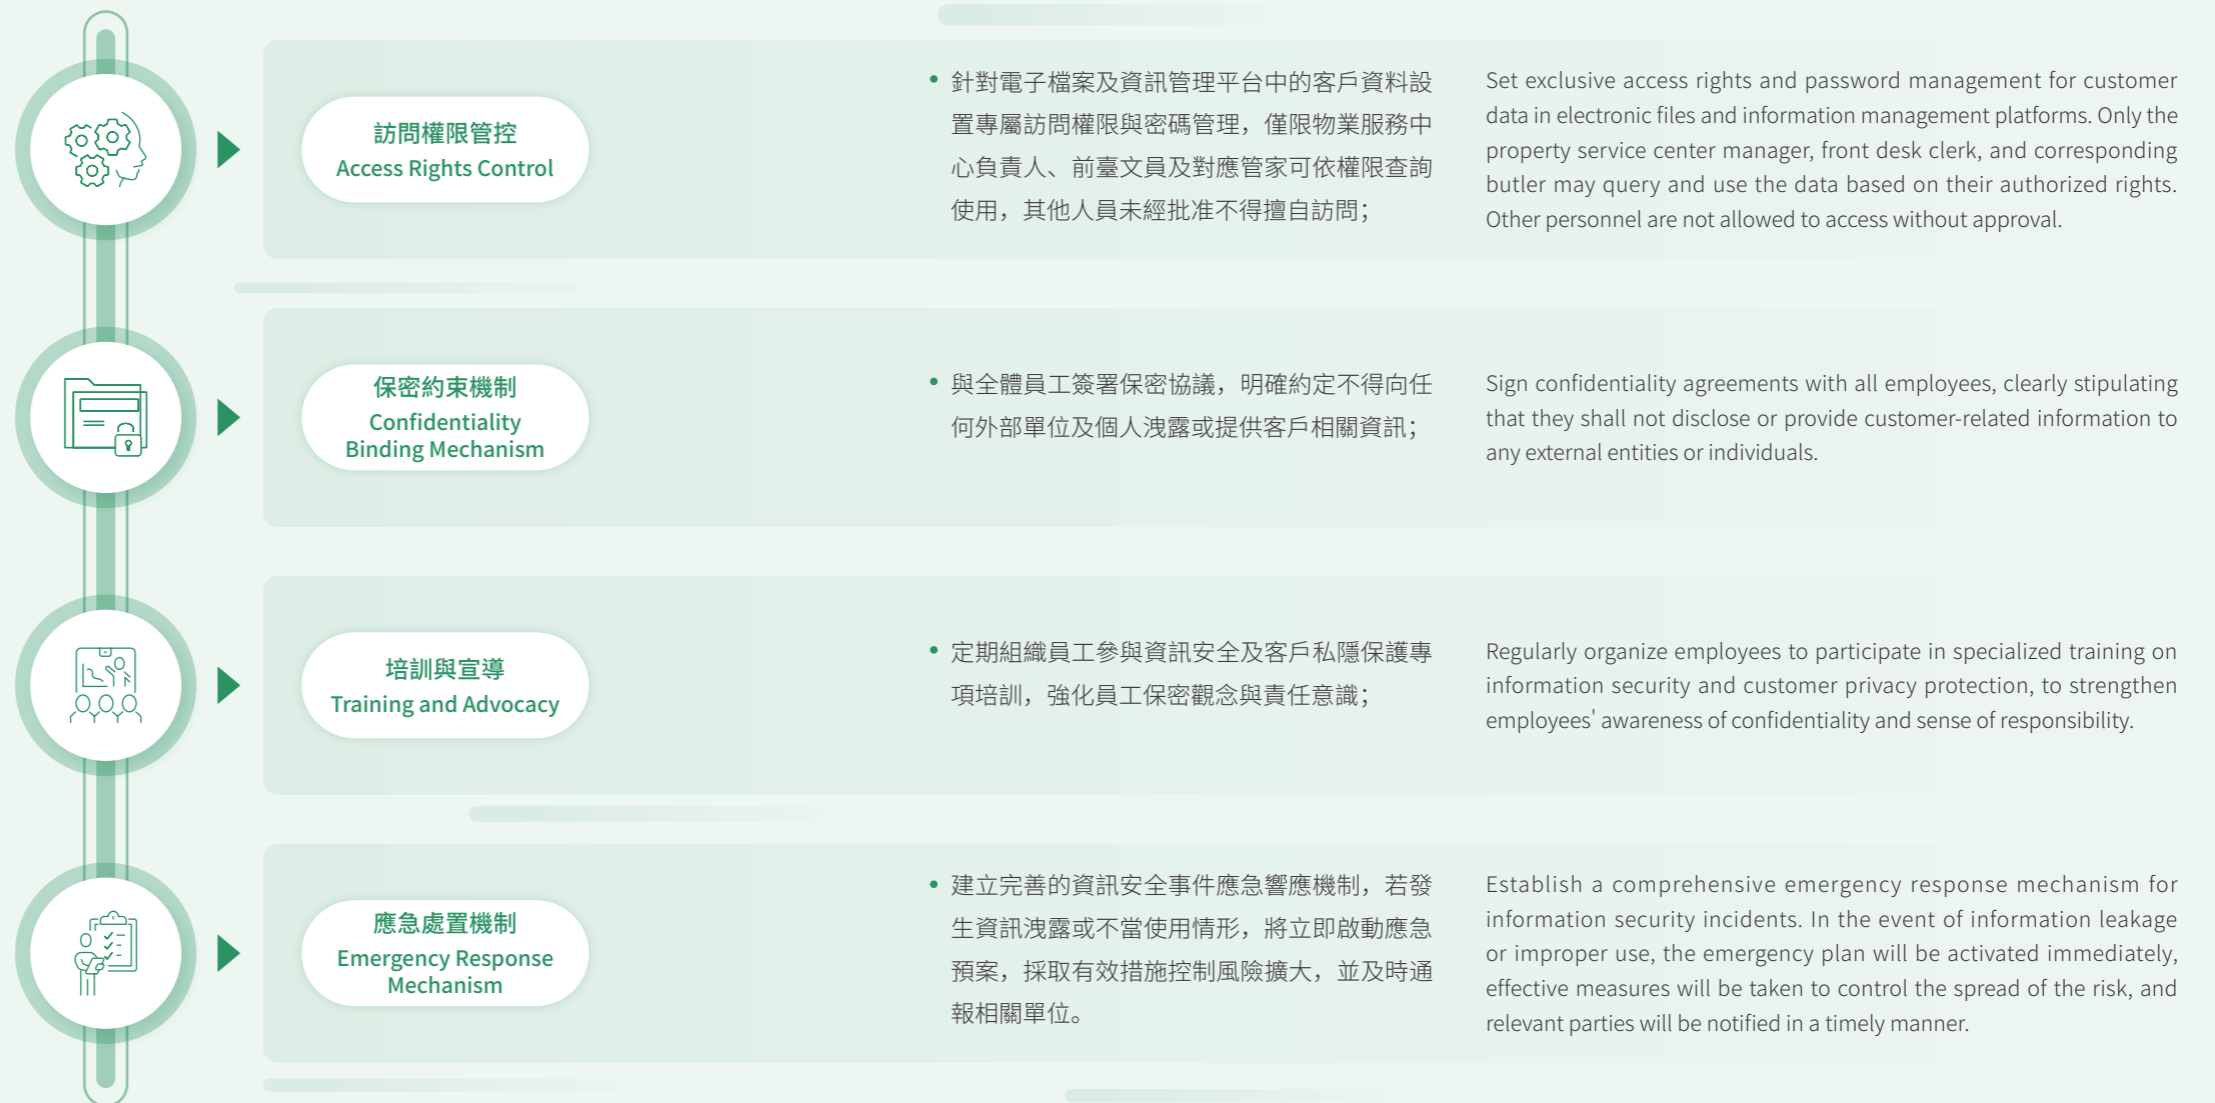 訪問權限管控
Access Rights Control
針對電子檔案及資訊管理平台中的客戶資料設
置專屬訪問權限與密碼管理，僅限物業服務中
心負責人、前臺文員及對應管家可依權限查詢
使用，其他人員未經批准不得擅自訪問；
Set exclusive access rights and password management for customer
data in electronic files and information management platforms. Only the
property service center manager, front desk clerk, and corresponding
butler may query and use the data based on their authorized rights.
Other personnel are not allowed to access without approval.
保密約束機制
Confidentiality
Binding Mechanism
與全體員工簽署保密協議，明確約定不得向任
何外部單位及個人洩露或提供客戶相關資訊；
Sign confidentiality agreements with all employees, clearly stipulating
that they shall not disclose or provide customer-related information to
any external entities or individuals.
培訓與宣導
Training and Advocacy
定期組織員工參與資訊安全及客戶私隱保護專
項培訓，強化員工保密觀念與責任意識；
Regularly organize employees to participate in specialized training on
information security and customer privacy protection, to strengthen
employees' awareness of confidentiality and sense of responsibility.
應急處置機制
Emergency Response
Mechanism
建立完善的資訊安全事件應急響應機制，若發
生資訊洩露或不當使用情形，將立即啟動應急
預案，採取有效措施控制風險擴大，並及時通
報相關單位。
Establish a comprehensive emergency response mechanism for
information security incidents. In the event of information leakage
or improper use, the emergency plan will be activated immediately,
effective measures will be taken to control the spread of the risk, and
relevant parties will be notified in a timely manner.